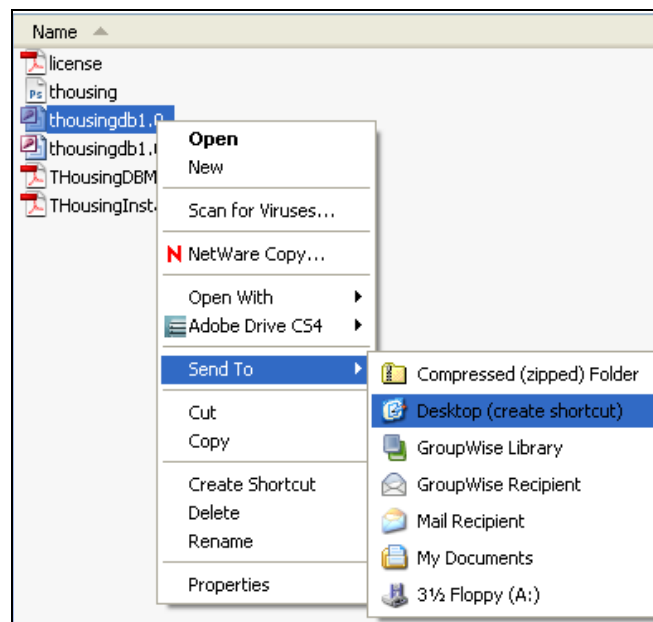 Name
license
thousing
thousingdb1.0
thousingdb1.
THousingDBM
THousingInst.
Open
New
Scan for Viruses...
NetWare Copy...
Open With
Adobe Drive CS4
Send To
Cut
Copy
Create Shortcut
Delete
Rename
Properties
Compressed (zipped) Folder
Desktop (create shortcut)
GroupWise Library
GroupWise Recipient
Mail Recipient
My Documents
3½ Floppy (A:)